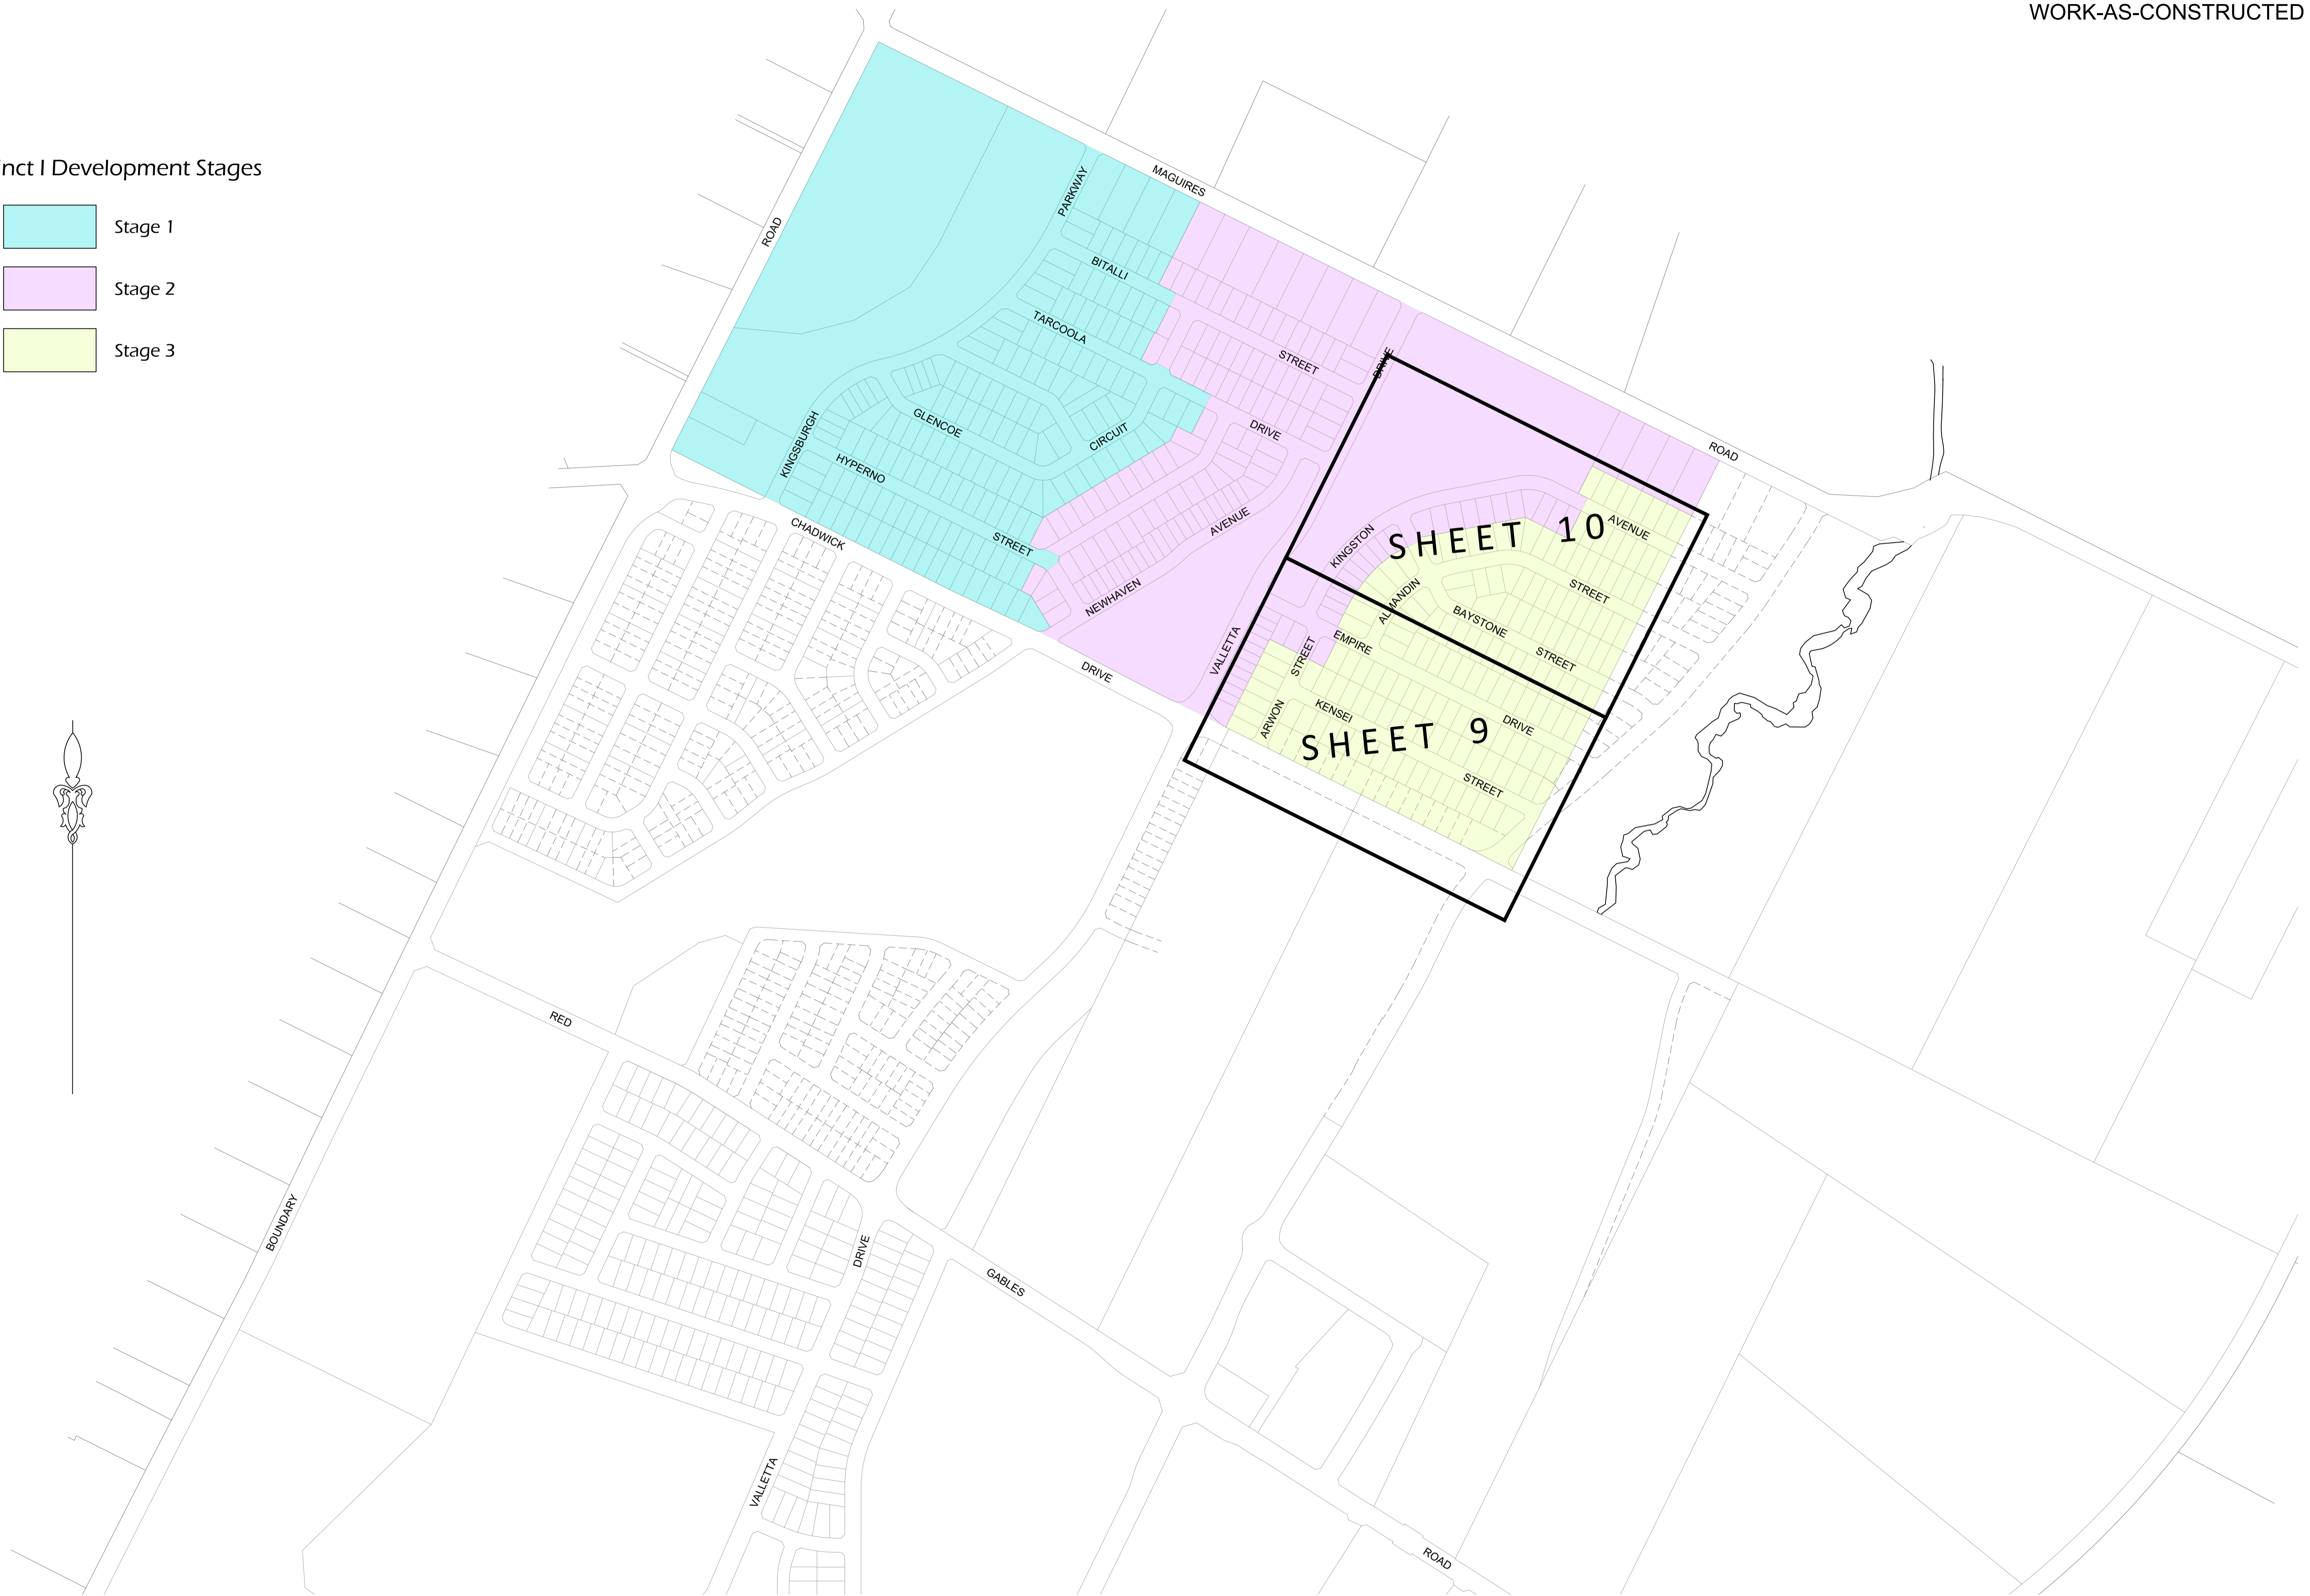 WORK-AS-CONSTRUCTED
inct I Development Stages
Stage 1
Stage 2
Stage 3
MAGUIRES
ROAD
PARKWAY
ROAD
BITALLI
STREET
TARCOOLA
DRIVE
DRIVE
GLENCOE
CIRCUIT
KINGSBURGH
HYPERNO
STREET
CHADWICK
DRIVE
AVENUE
NEWHAVEN
VALLETTA
KINGSTON
AVENUE
SHEET 10
ALMANDIN
STREET
BAYSTONE
STREET
EMPIRE
DRIVE
STREET
ARWON
KENSEI
STREET
SHEET 9
RED
GABLES
ROAD
BOUNDARY
DRIVE
VALLETTA